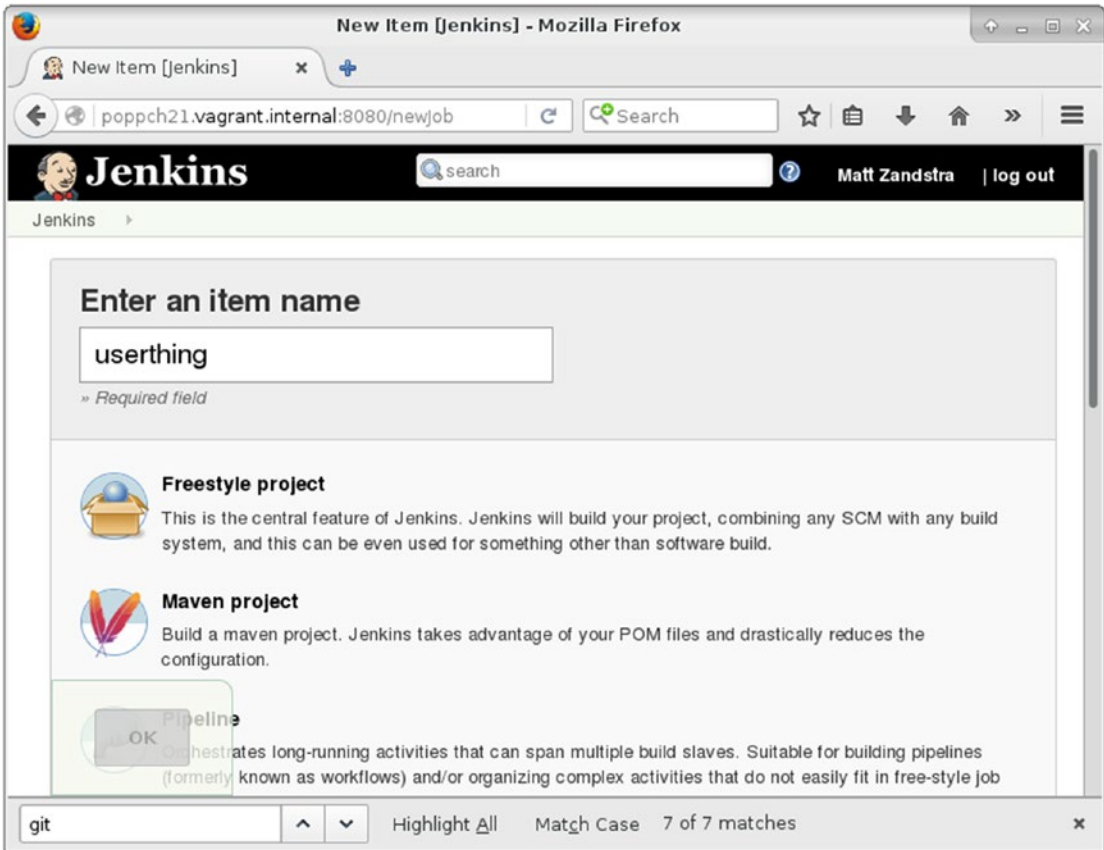 New Item [Jenkins] - Mozilla Firefox
New Item [Jenkins]
poppch21.vagrant.internal:8080/newJob
Search
Jenkins
search
Matt Zandstra
| log out
Jenkins
Enter an item name
userthing
» Required field
Freestyle project
This is the central feature of Jenkins. Jenkins will build your project, combining any SCM with any build
system, and this can be even used for something other than software build.
Maven project
Build a maven project. Jenkins takes advantage of your POM files and drastically reduces the
configuration.
Pipeline
OK
Orchestrates long-running activities that can span multiple build slaves. Suitable for building pipelines
(formerly known as workflows) and/or organizing complex activities that do not easily fit in free-style job
git
Highlight All
Match Case
7 of 7 matches